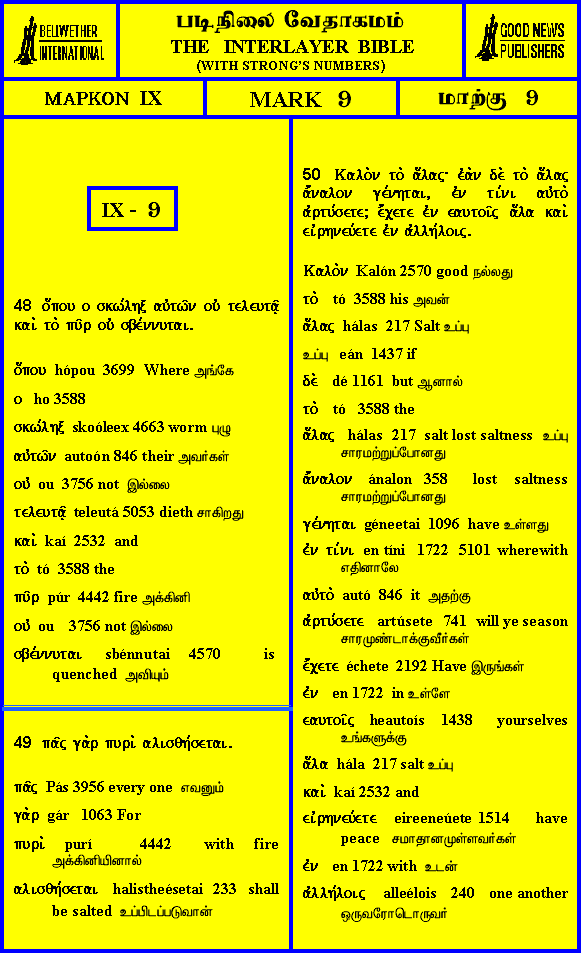 BELLWETHER
INTERNATIONAL
படிநிலை வேதாகமம்
THE INTERLAYER BIBLE
(WITH STRONG'S NUMBERS)
GOOD NEWS
PUBLISHERS
ΜΑΡΚΟΝ IX
MARK 9
மாற்கு 9
IX - 9
48 ὅπου ο σκώληξ αὐτῶν οὐ τελευτᾷ
καὶ τὸ πῦρ οὐ σβέννυται.
ὅπου hópou 3699 Where அங்கே
ο ho 3588
σκώληξ skoóleex 4663 worm புழு
αὐτῶν autoón 846 their அவர்கள்
οὐ ou 3756 not இல்லை
τελευτᾷ teleutá 5053 dieth சாகிறது
καὶ kaí 2532 and
τὸ tó 3588 the
πῦρ púr 4442 fire அக்கினி
οὐ ou 3756 not இல்லை
σβέννυται sbénnutai 4570 is
quenched அவியும்
49 πᾶς γὰρ πυρὶ αλισθήσεται.
πᾶς Pás 3956 every one எவனும்
γὰρ gár 1063 For
πυρὶ purí 4442 with fire
அக்கினியினால்
αλισθήσεται halistheésetai 233 shall
be salted உப்பிடப்படுவான்
50 Καλὸν τὸ ἅλας· ἐὰν δὲ τὸ ἅλας
ἄναλον γένηται, ἐν τίνι αὐτὸ
ἀρτύσετε; ἔχετε ἐν εαυτοῖς ἅλα καὶ
εἰρηνεύετε ἐν ἀλλήλοις.
Καλὸν Kalón 2570 good நல்லது
τὸ tó 3588 his அவன்
ἅλας hálas 217 Salt உப்பு
உப்பு eán 1437 if
δὲ dé 1161 but ஆனால்
τὸ tó 3588 the
ἅλας hálas 217 salt lost saltness உப்பு
சாரமற்றுப்போனது
ἄναλον ánalon 358 lost saltness
சாரமற்றுப்போனது
γένηται géneetai 1096 have உள்ளது
ἐν τίνι en tíni 1722 5101 wherewith
எதினாலே
αὐτὸ autó 846 it அதற்கு
ἀρτύσετε artúsete 741 will ye season
சாரமுண்டாக்குவீர்கள்
ἔχετε échete 2192 Have இருங்கள்
ἐν en 1722 in உள்ளே
εαυτοῖς heautoís 1438 yourselves
உங்களுக்கு
ἅλα hála 217 salt உப்பு
καὶ kaí 2532 and
εἰρηνεύετε eireeneúete 1514 have
peace சமாதானமுள்ளவர்கள்
ἐν en 1722 with உடன்
ἀλλήλοις alleélois 240 one another
ஒருவரோடொருவர்